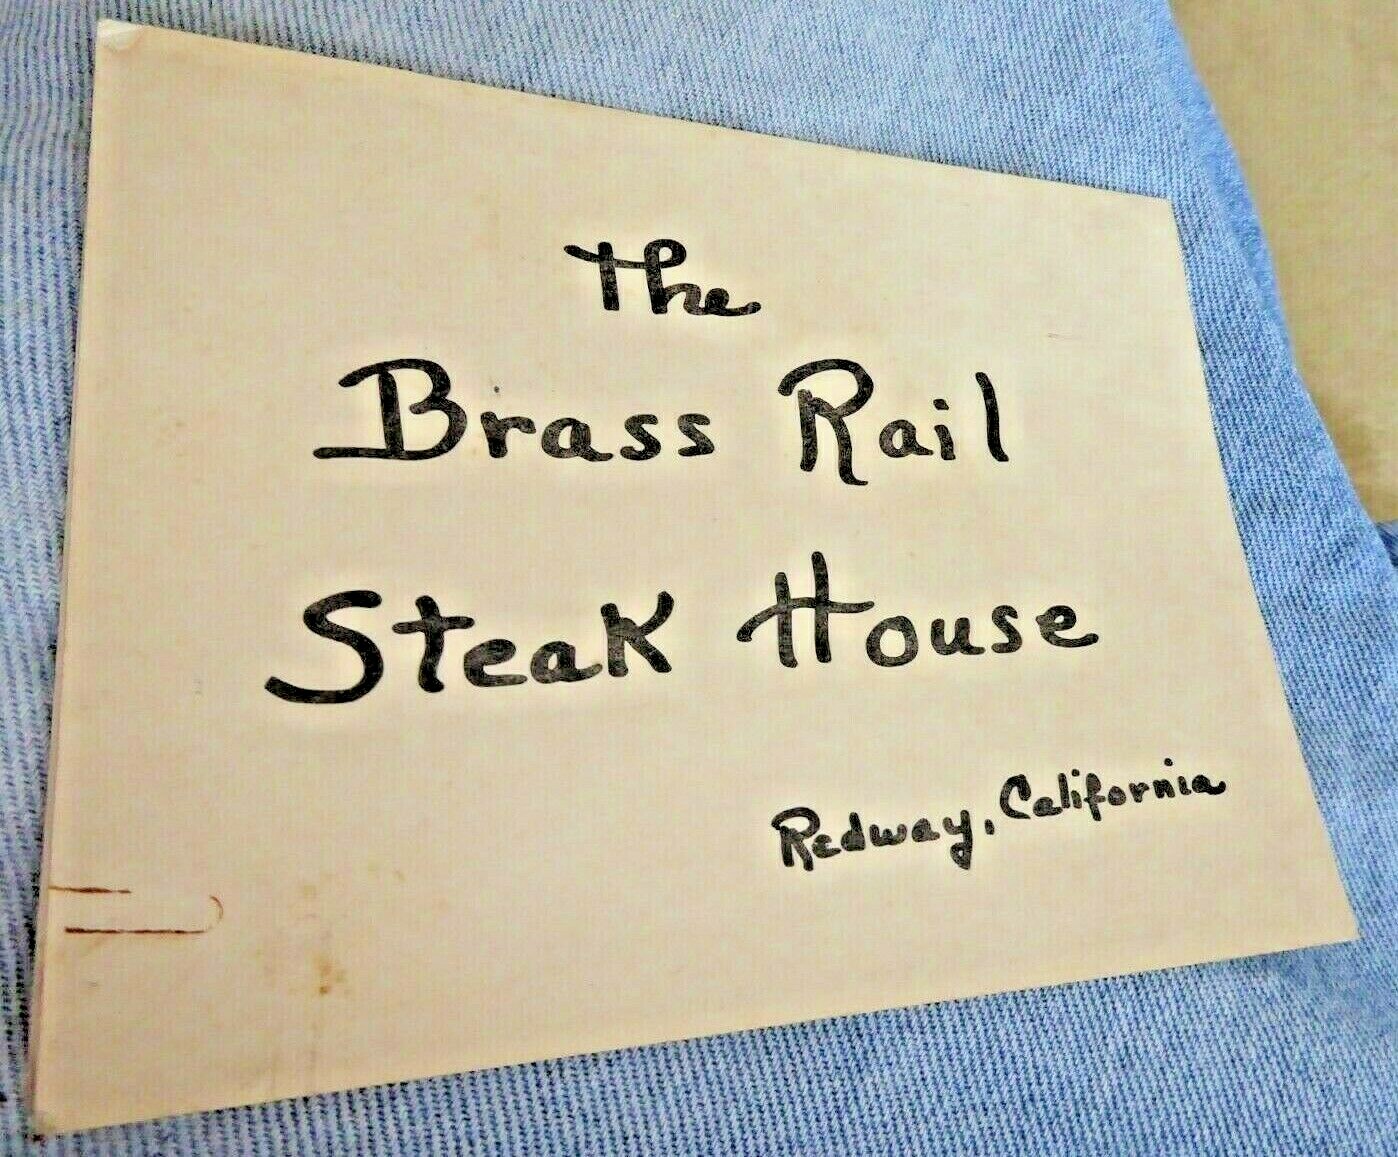 The
Brass Rail
Steak House
Redway, California